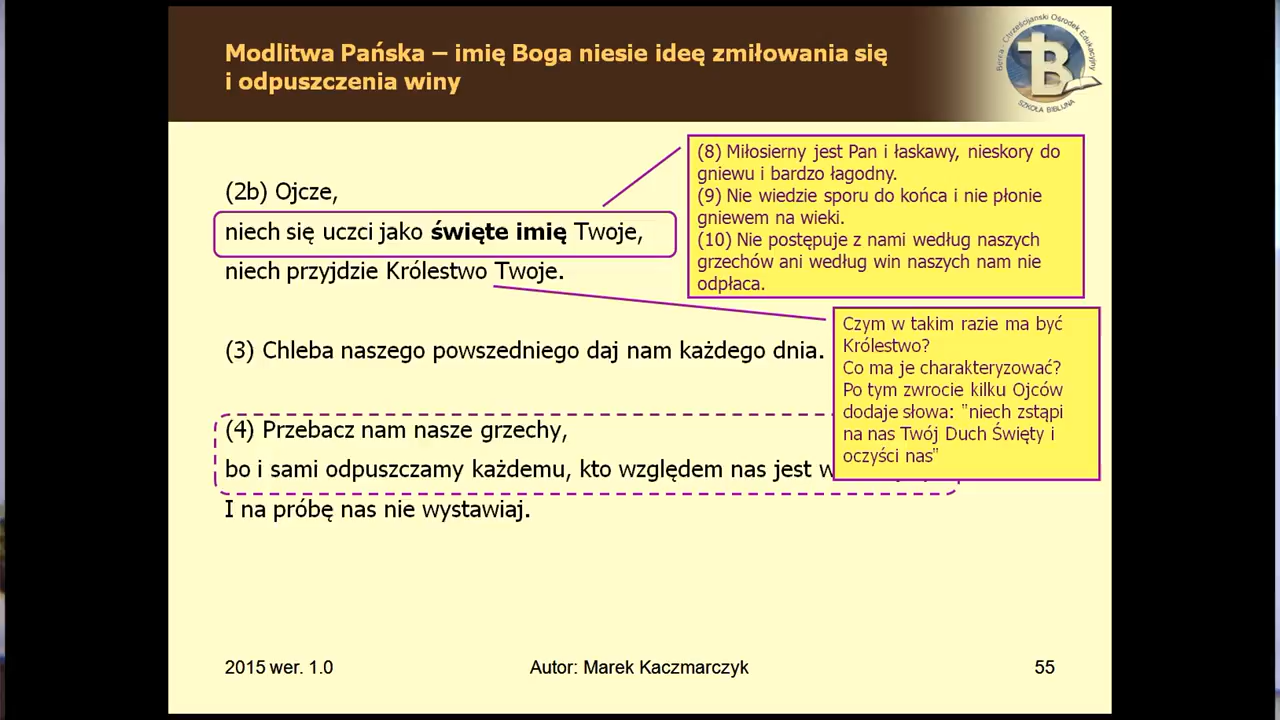 Modlitwa Pańska – imię Boga niesie ideę zmiłowania się
i odpuszczenia winy
Berea - Chrześcijański Ośrodek Edukacyjny
SZKOŁA BIBLIJNA
(2b) Ojcze,
niech się uczci jako święte imię Twoje,
niech przyjdzie Królestwo Twoje.
(8) Miłosierny jest Pan i łaskawy, nieskory do
gniewu i bardzo łagodny.
(9) Nie wiedzie sporu do końca i nie płonie
gniewem na wieki.
(10) Nie postępuje z nami według naszych
grzechów ani według win naszych nam nie
odpłaca.
Czym w takim razie ma być
Królestwo?
Co ma je charakteryzować?
Po tym zwrocie kilku Ojców
dodaje słowa: "niech zstąpi
na nas Twój Duch Święty i
oczyści nas"
(3) Chleba naszego powszedniego daj nam każdego dnia.
(4) Przebacz nam nasze grzechy,
bo i sami odpuszczamy każdemu, kto względem nas jest
I na próbę nas nie wystawiaj.
2015 wer. 1.0
Autor: Marek Kaczmarczyk
55